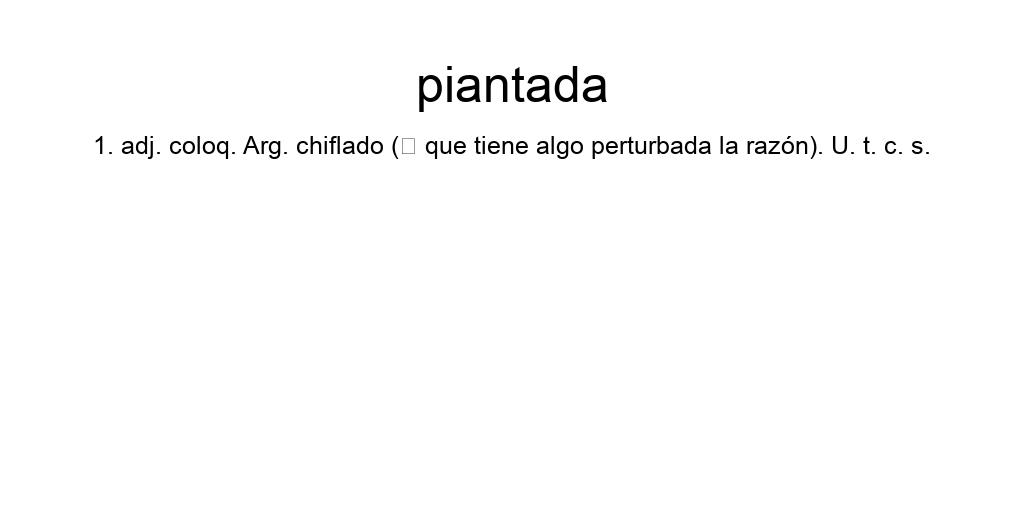 piantada
1. adj. coloq. Arg. chiflado (□ que tiene algo perturbada la razón). U. t. c. s.